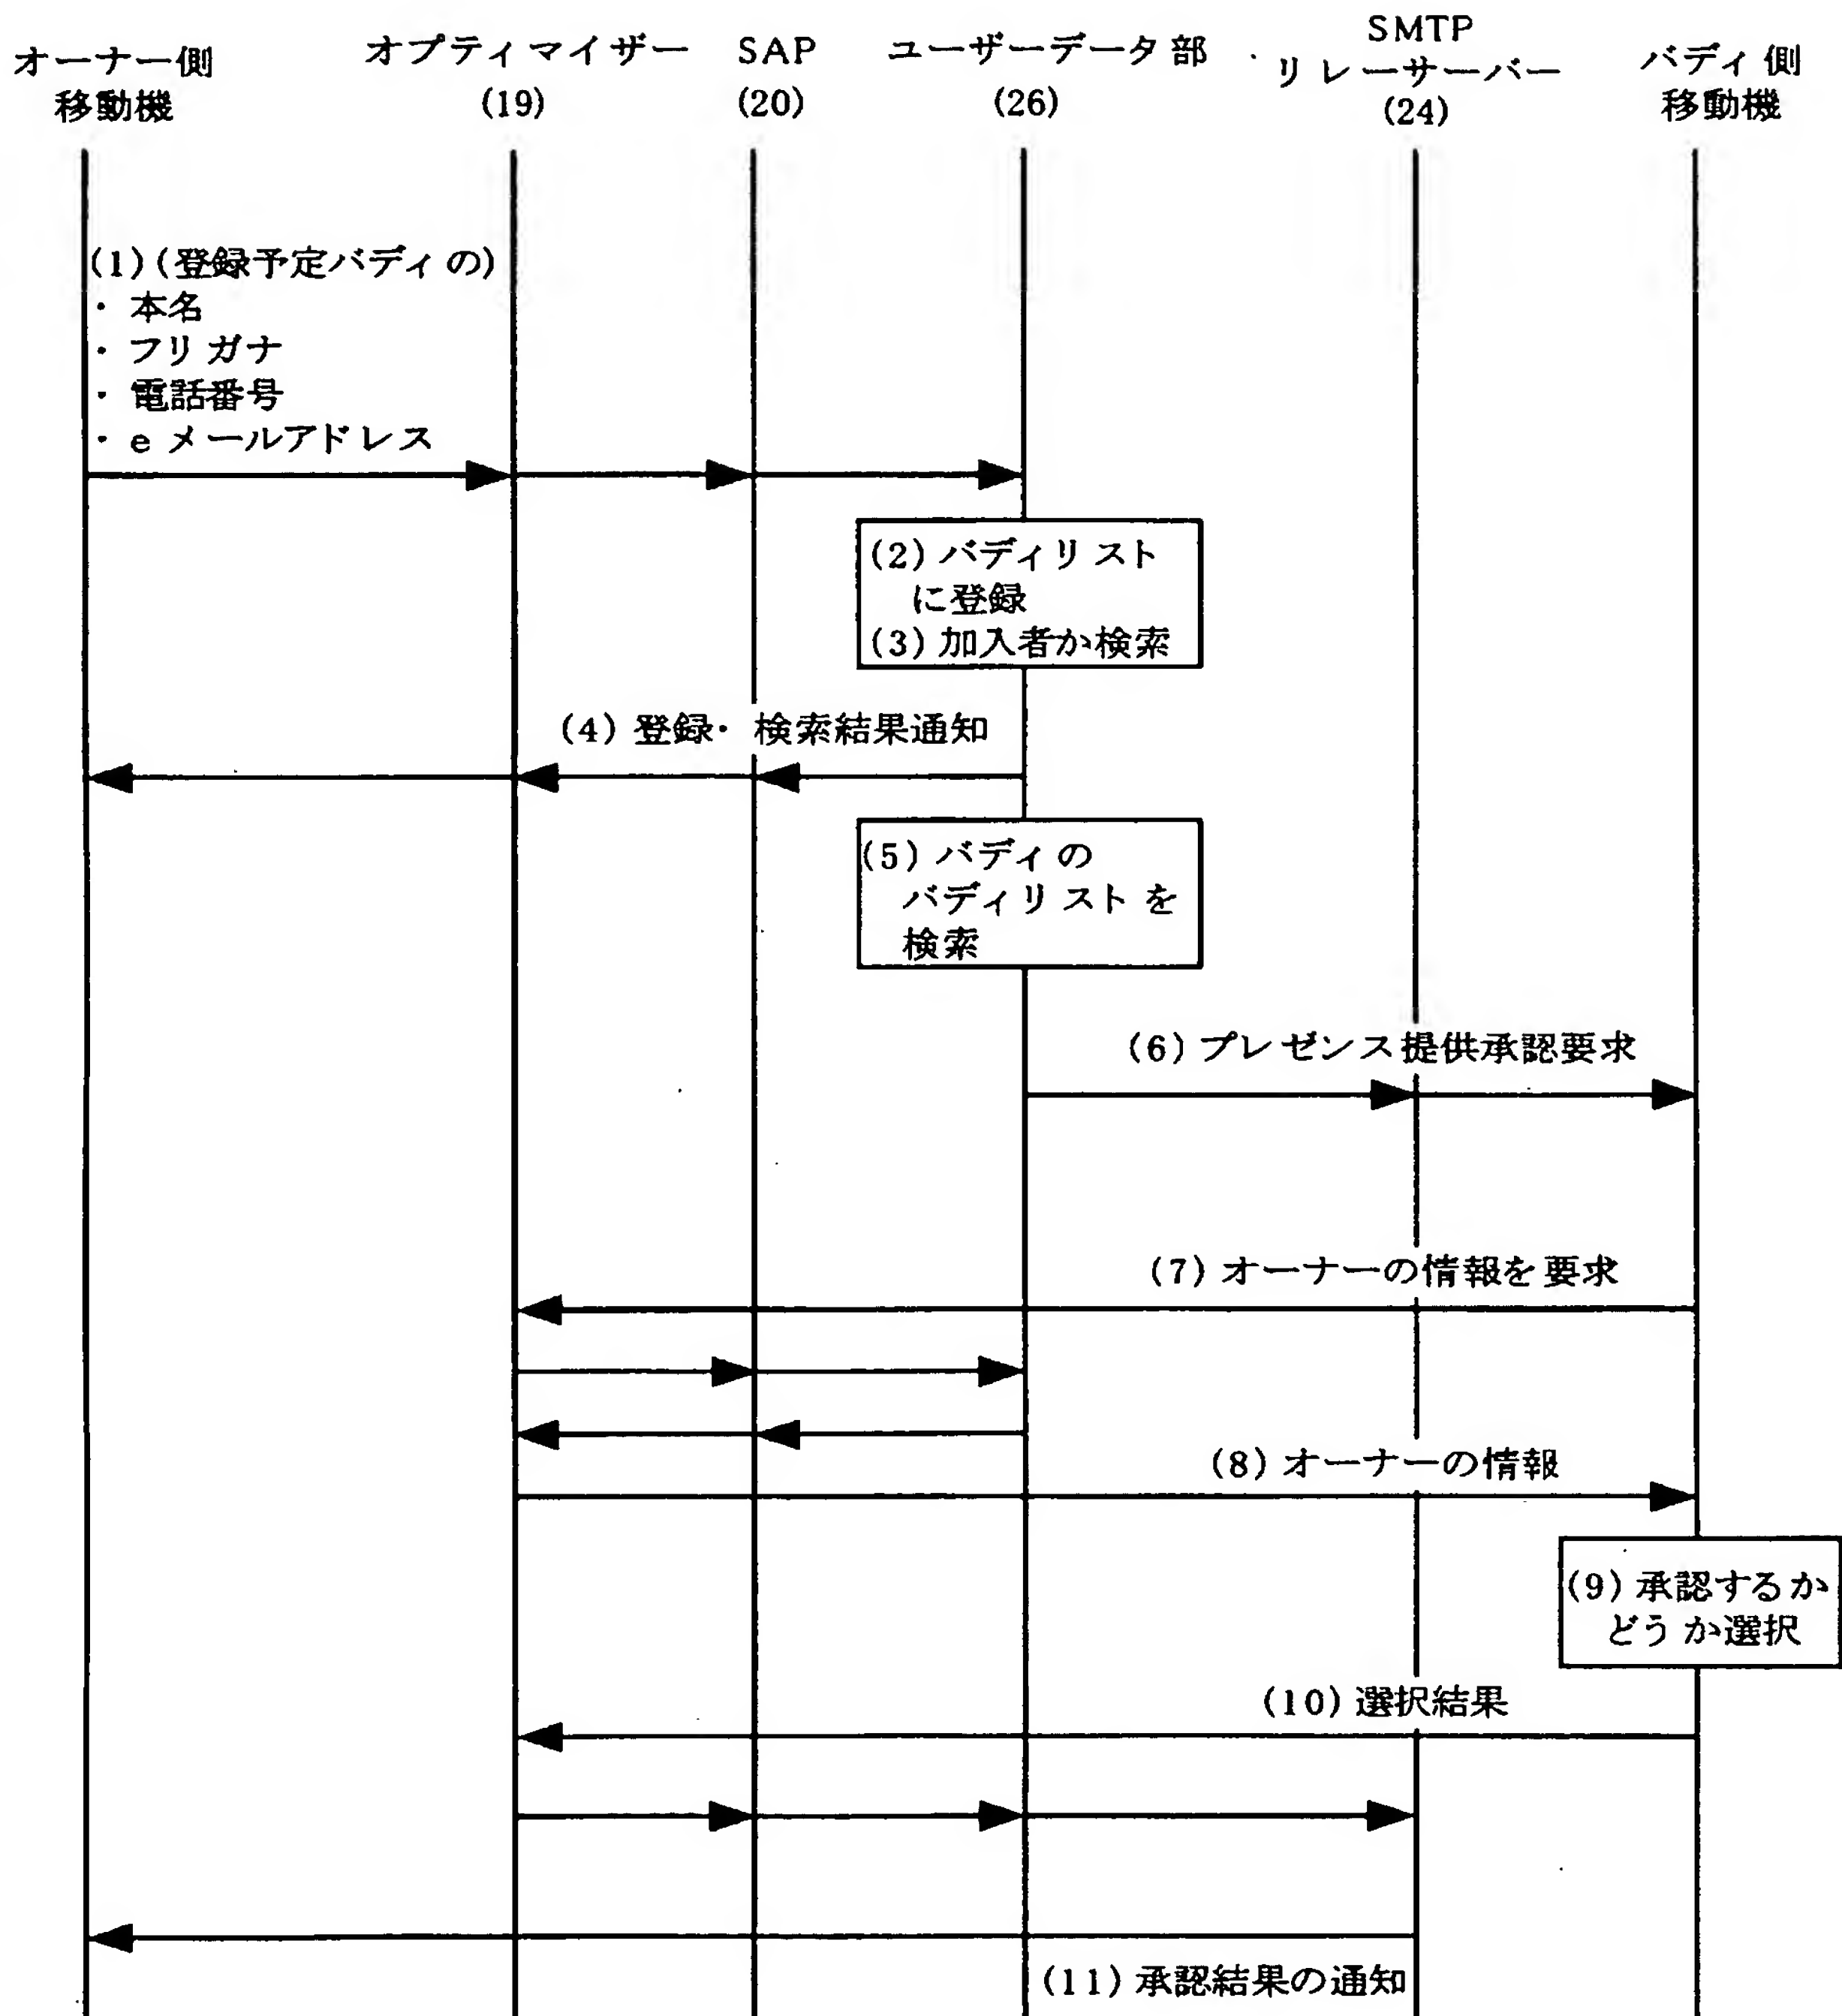 オーナー側
移動機
オプティマイザー
(19)
SAP
(20)
ユーザーデータ部
(26)
SMTP
リレーサーバー
(24)
バディ側
移動機
(1)(登録予定バディの)
・本名
・フリガナ
・電話番号
・eメールアドレス
(2)バディリスト
に登録
(3)加入者か検索
(4)登録・検索結果通知
(5)バディの
バディリストを
検索
(6)プレゼンス提供承認要求
(7)オーナーの情報を要求
(8)オーナーの情報
(9)承認するか
どうか選択
(10)選択結果
(11)承認結果の通知